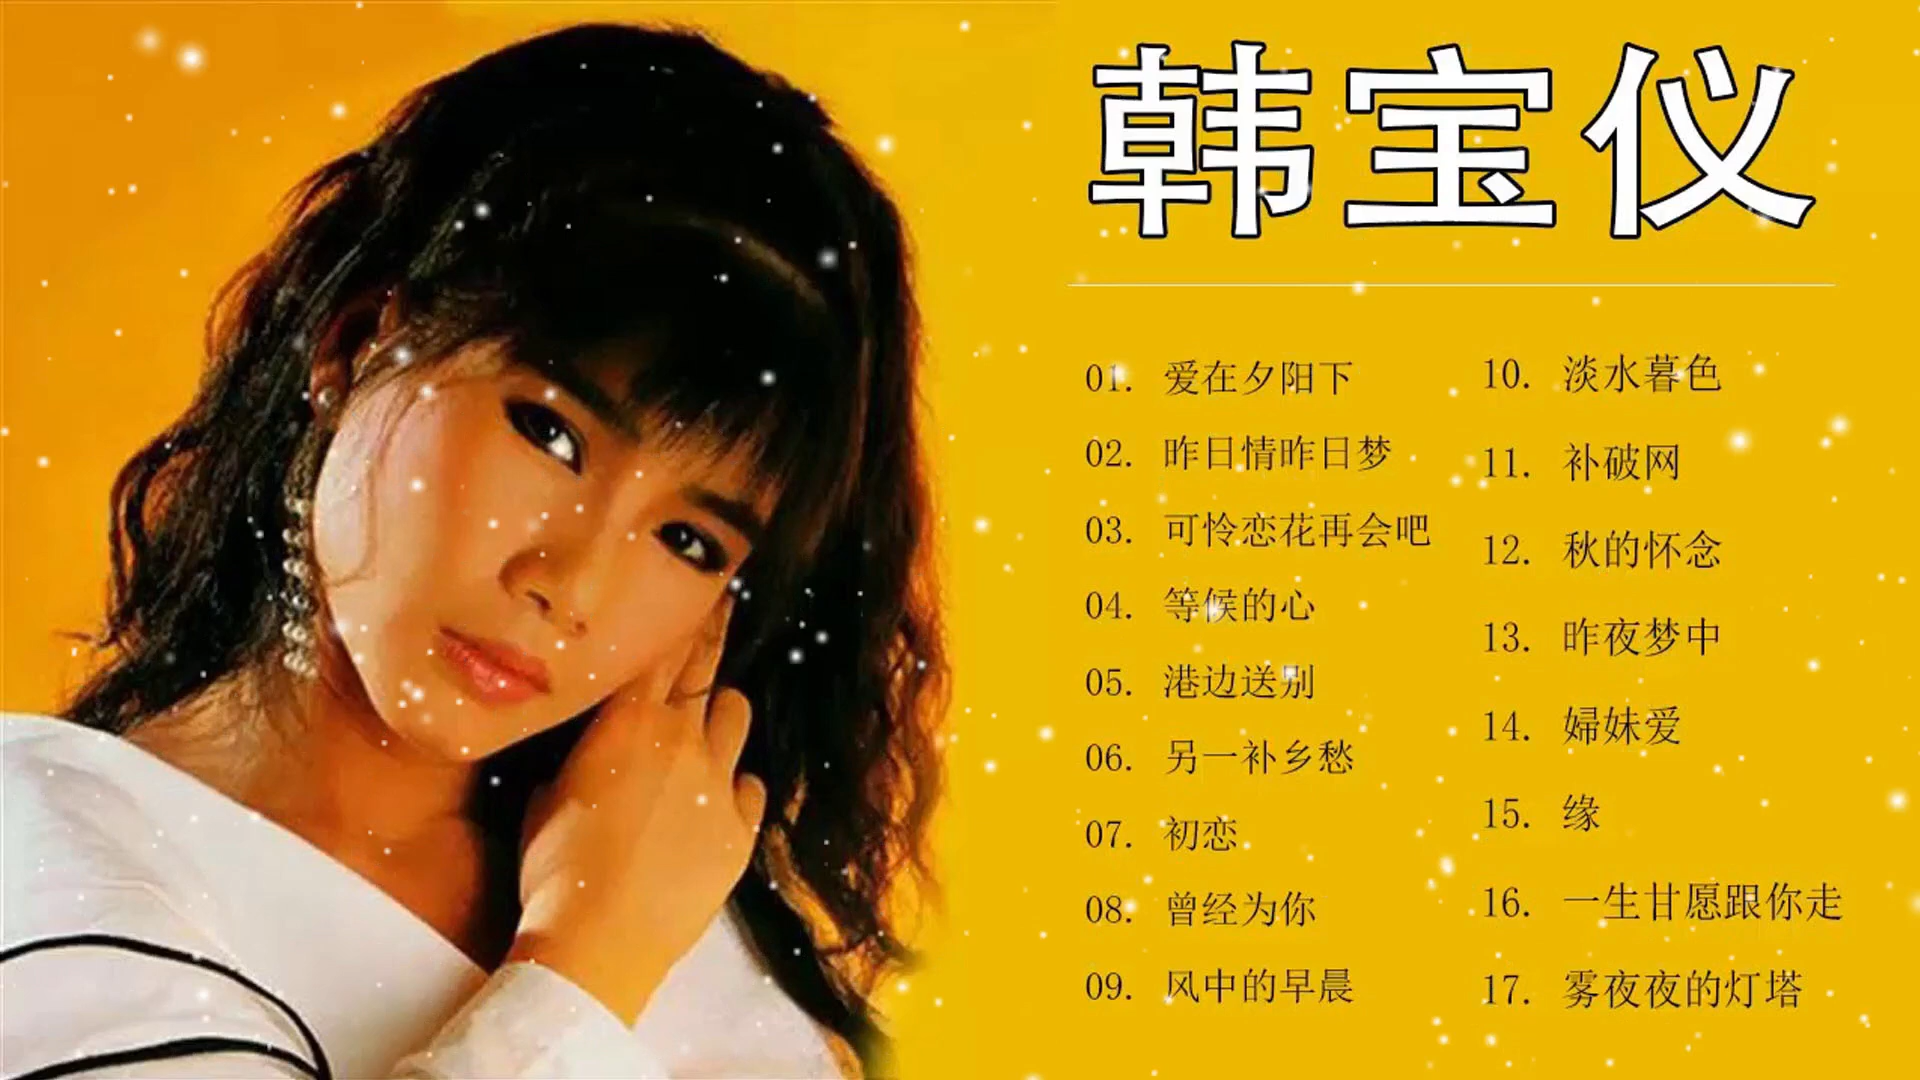 韩宝仪
01. 爱在夕阳下
02. 昨日情昨日梦
03. 可怜恋花再会吧
04. 等候的心
05. 港边送别
06. 另一补乡愁
07. 初恋
08. 曾经为你
09. 风中的早晨
10. 淡水暮色
11. 补破网
12. 秋的怀念
13. 昨夜梦中
14. 婦妹爱
15. 缘
16. 一生甘愿跟你走
17. 雾夜夜的灯塔